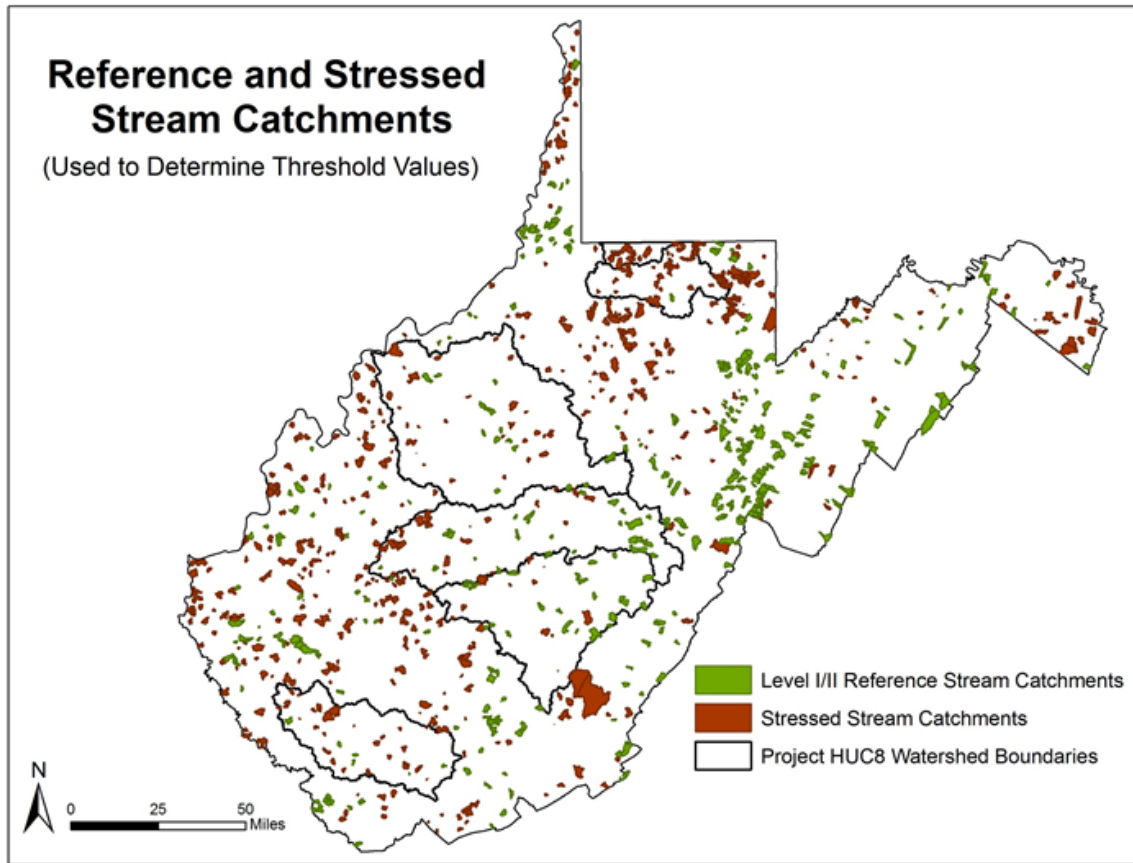 Reference and Stressed
Stream Catchments
(Used to Determine Threshold Values)
Level I/II Reference Stream Catchments
Stressed Stream Catchments
Project HUC8 Watershed Boundaries
N
0 25 50
Miles